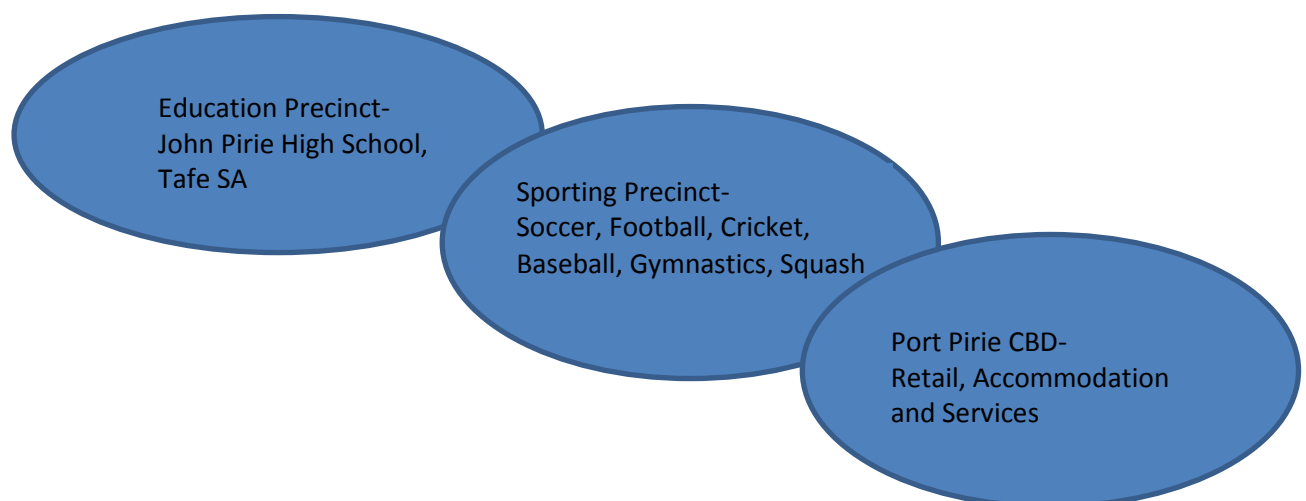 Education Precinct-
John Pirie High School,
Tafe SA
Sporting Precinct-
Soccer, Football, Cricket,
Baseball, Gymnastics, Squash
Port Pirie CBD-
Retail, Accommodation
and Services